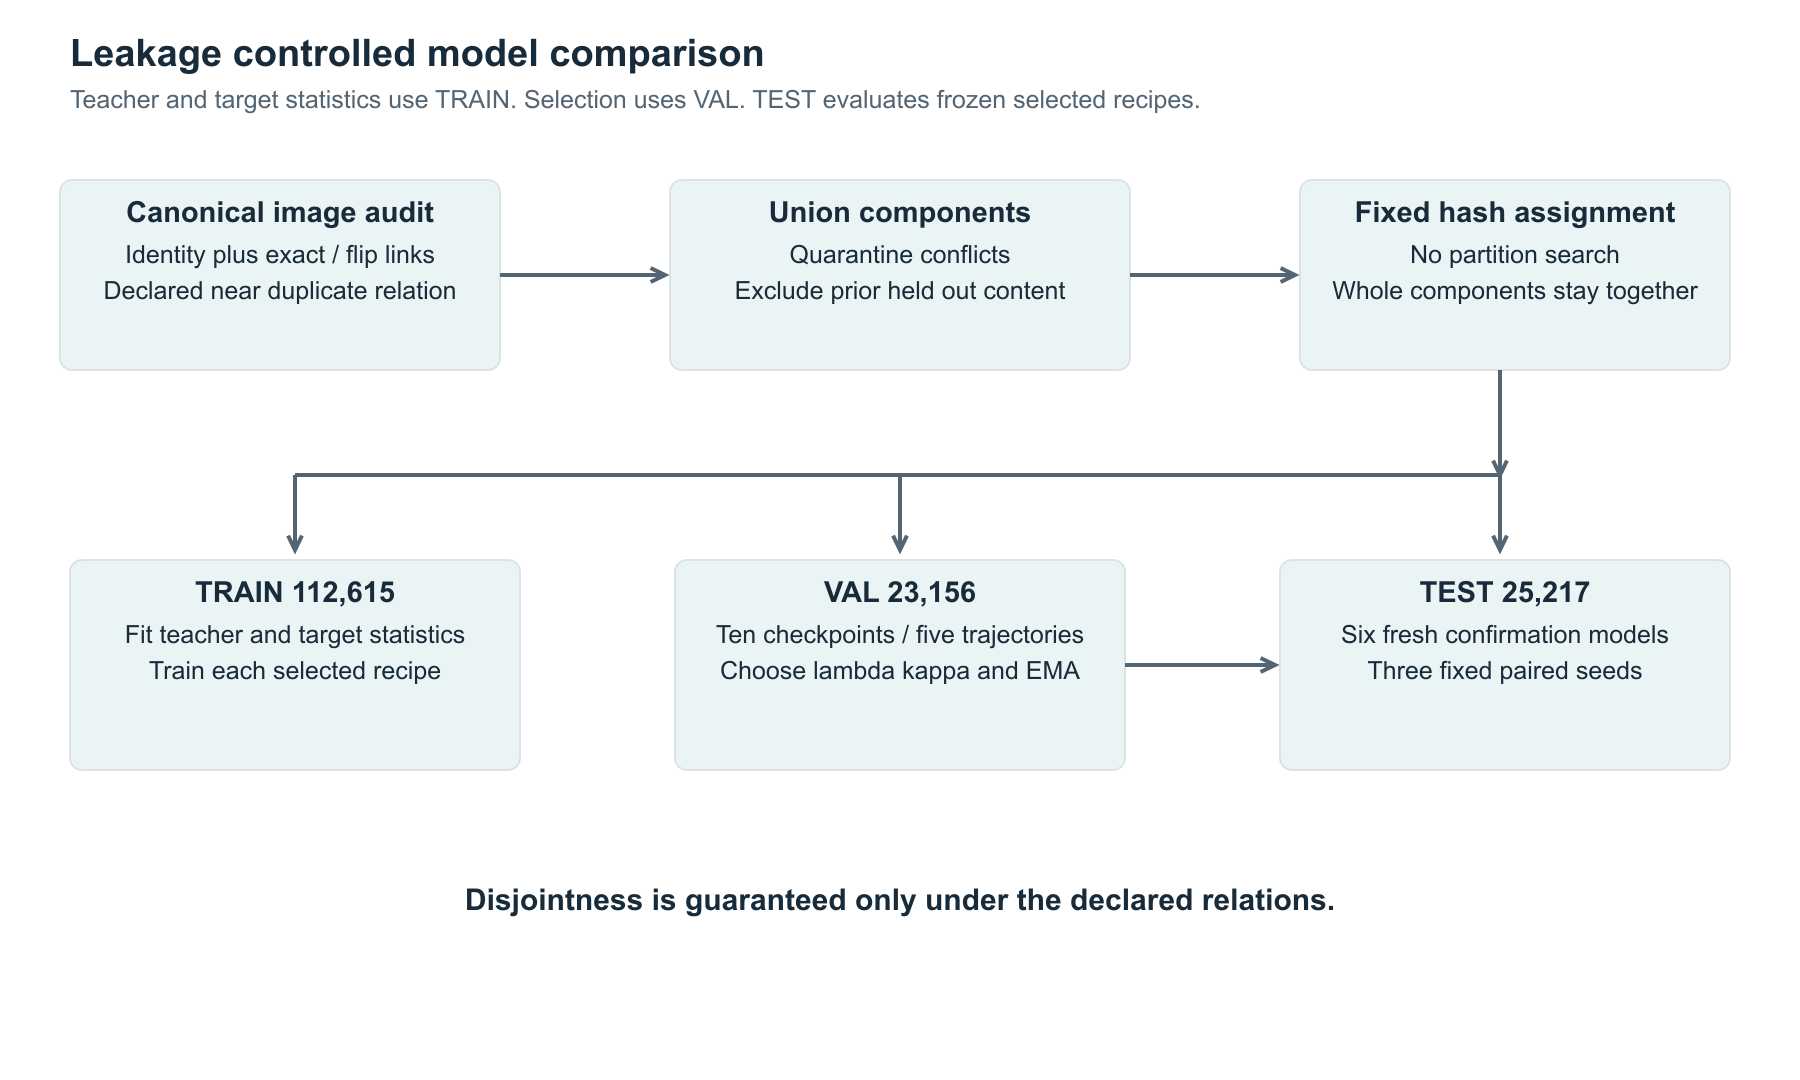 Leakage controlled model comparison
Teacher and target statistics use TRAIN. Selection uses VAL. TEST evaluates frozen selected recipes.
Canonical image audit
Identity plus exact / flip links
Declared near duplicate relation
Union components
Quarantine conflicts
Exclude prior held out content
Fixed hash assignment
No partition search
Whole components stay together
TRAIN 112,615
Fit teacher and target statistics
Train each selected recipe
VAL 23,156
Ten checkpoints / five trajectories
Choose lambda kappa and EMA
TEST 25,217
Six fresh confirmation models
Three fixed paired seeds
Disjointness is guaranteed only under the declared relations.